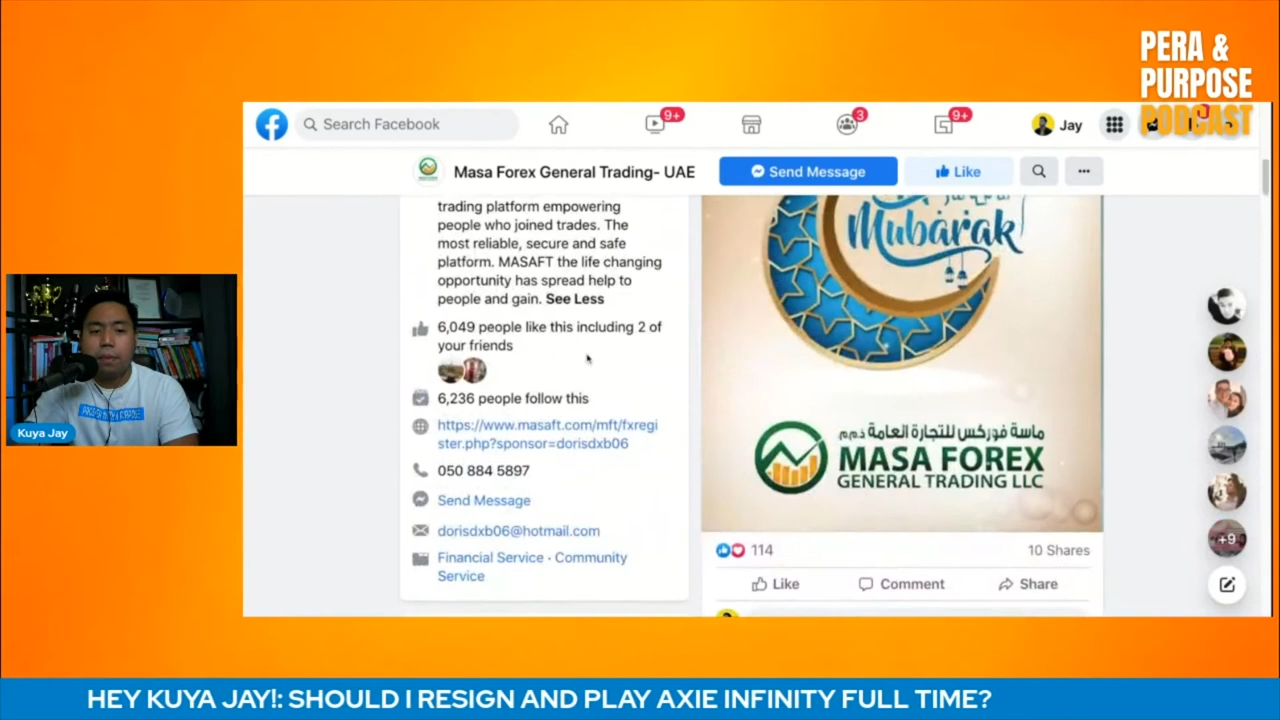 PERA &
PURPOSE
PODCAST
Search Facebook
9+
3
9+
Jay
Masa Forex General Trading- UAE
Send Message
Like
trading platform empowering
people who joined trades. The
most reliable, secure and safe
platform. MASAFT the life changing
opportunity has spread help to
people and gain. See Less
6,049 people like this including 2 of
your friends
6,236 people follow this
https://www.masaft.com/mft/fxregi
ster.php?sponsor=dorisdxb06
050 884 5897
Send Message
dorisdxb06@hotmail.com
Financial Service · Community
Service
Mubarak
ماسة فوركس للتجارة العامة ذ.م.م
MASA FOREX
GENERAL TRADING LLC
114
10 Shares
Like
Comment
Share
+9
Kuya Jay
HEY KUYA JAY!: SHOULD I RESIGN AND PLAY AXIE INFINITY FULL TIME?